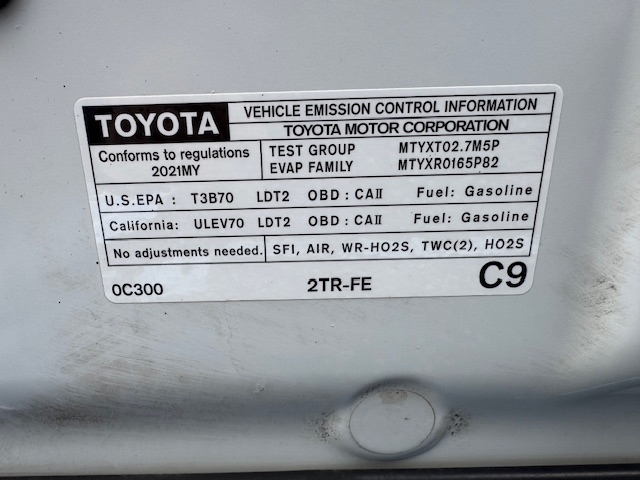 TOYOTA
VEHICLE EMISSION CONTROL INFORMATION
TOYOTA MOTOR CORPORATION
Conforms to regulations
2021MY
TEST GROUP MTYXT02.7M5P
EVAP FAMILY MTYXR0165P82
U.S.EPA : T3B70 LDT2 OBD : CAII Fuel: Gasoline
California: ULEV70 LDT2 OBD : CAII Fuel: Gasoline
No adjustments needed. SFI, AIR, WR-HO2S, TWC(2), HO2S
0C300 2TR-FE C9